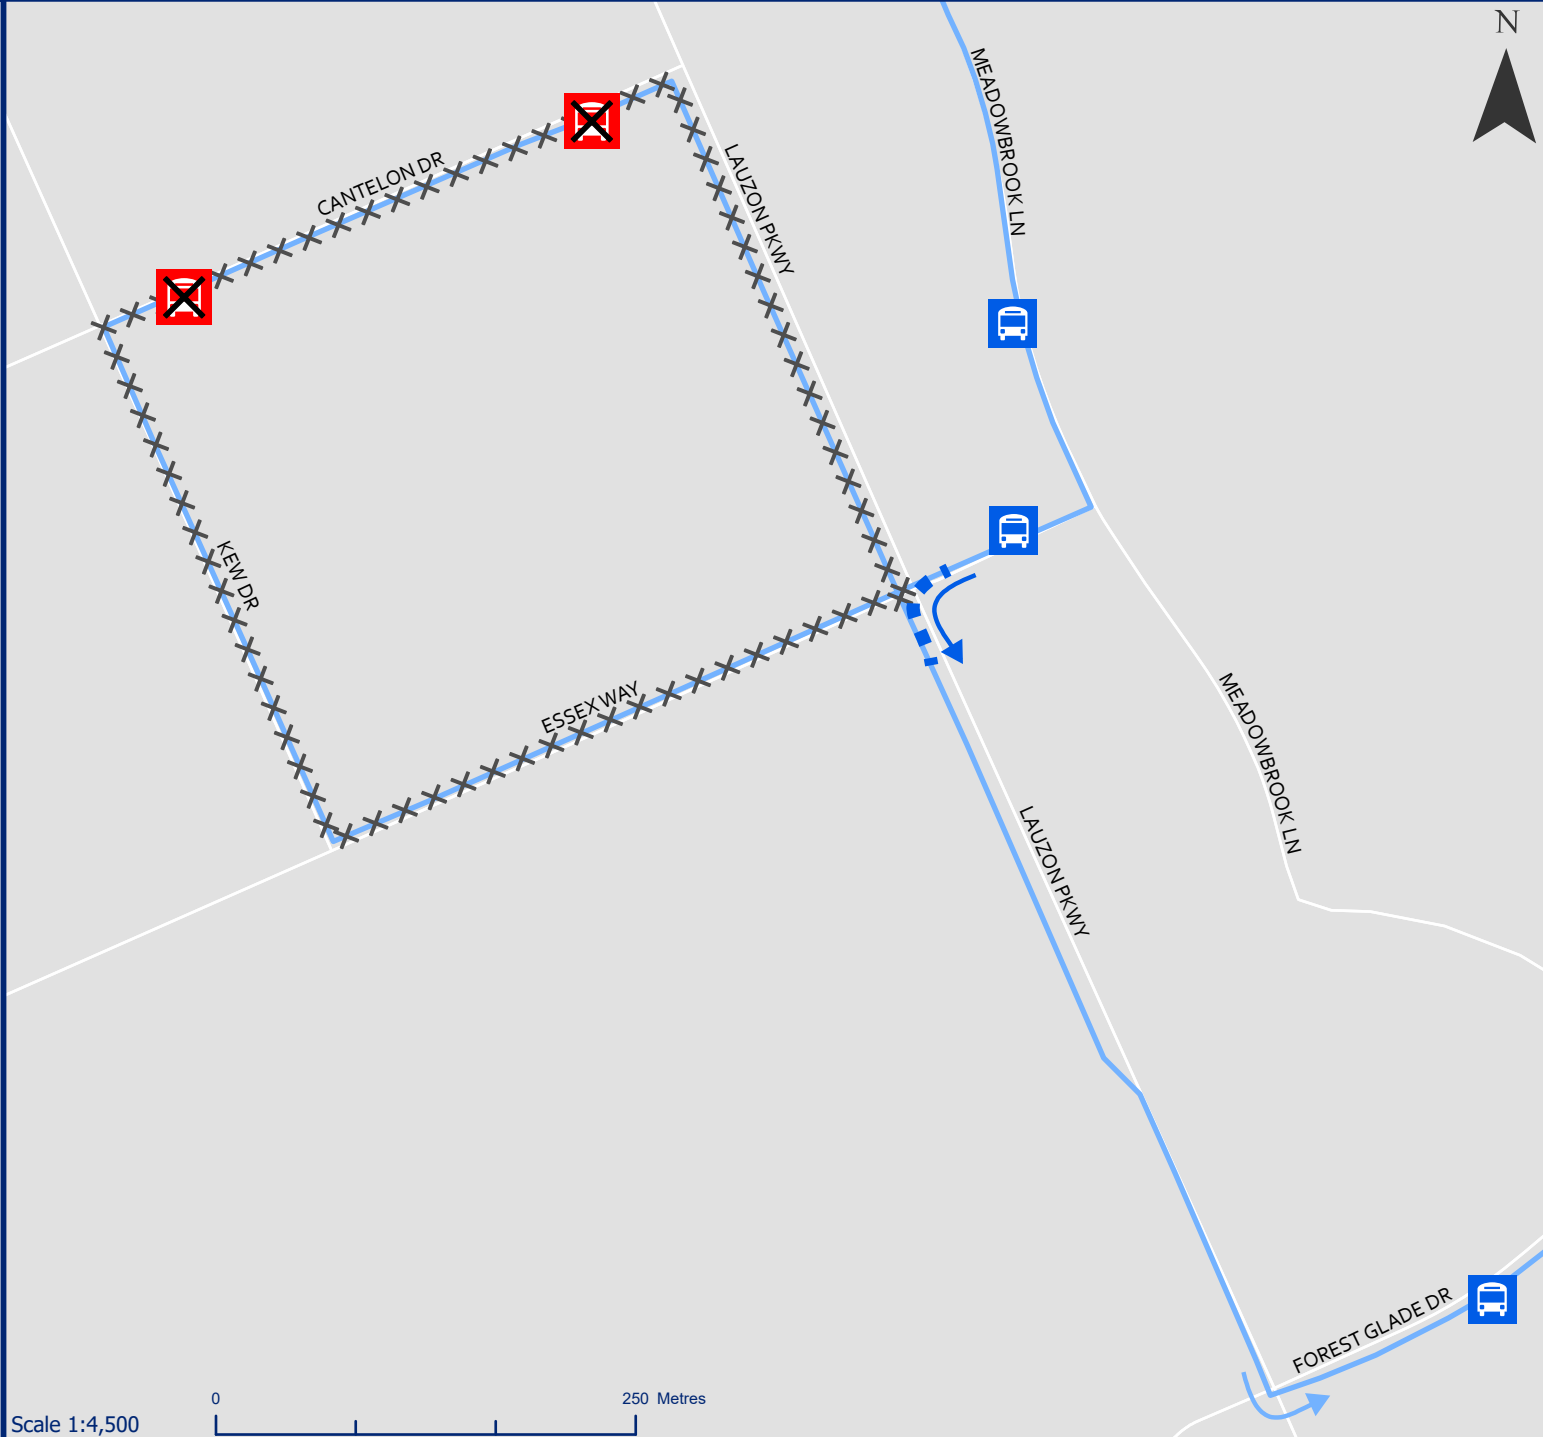 N
MEADOWBROOK LN
CANTELON DR
LAUZON PKWY
KEW DR
ESSEX WAY
MEADOWBROOK LN
LAUZON PKWY
FOREST GLADE DR
0 250 Metres
Scale 1:4,500